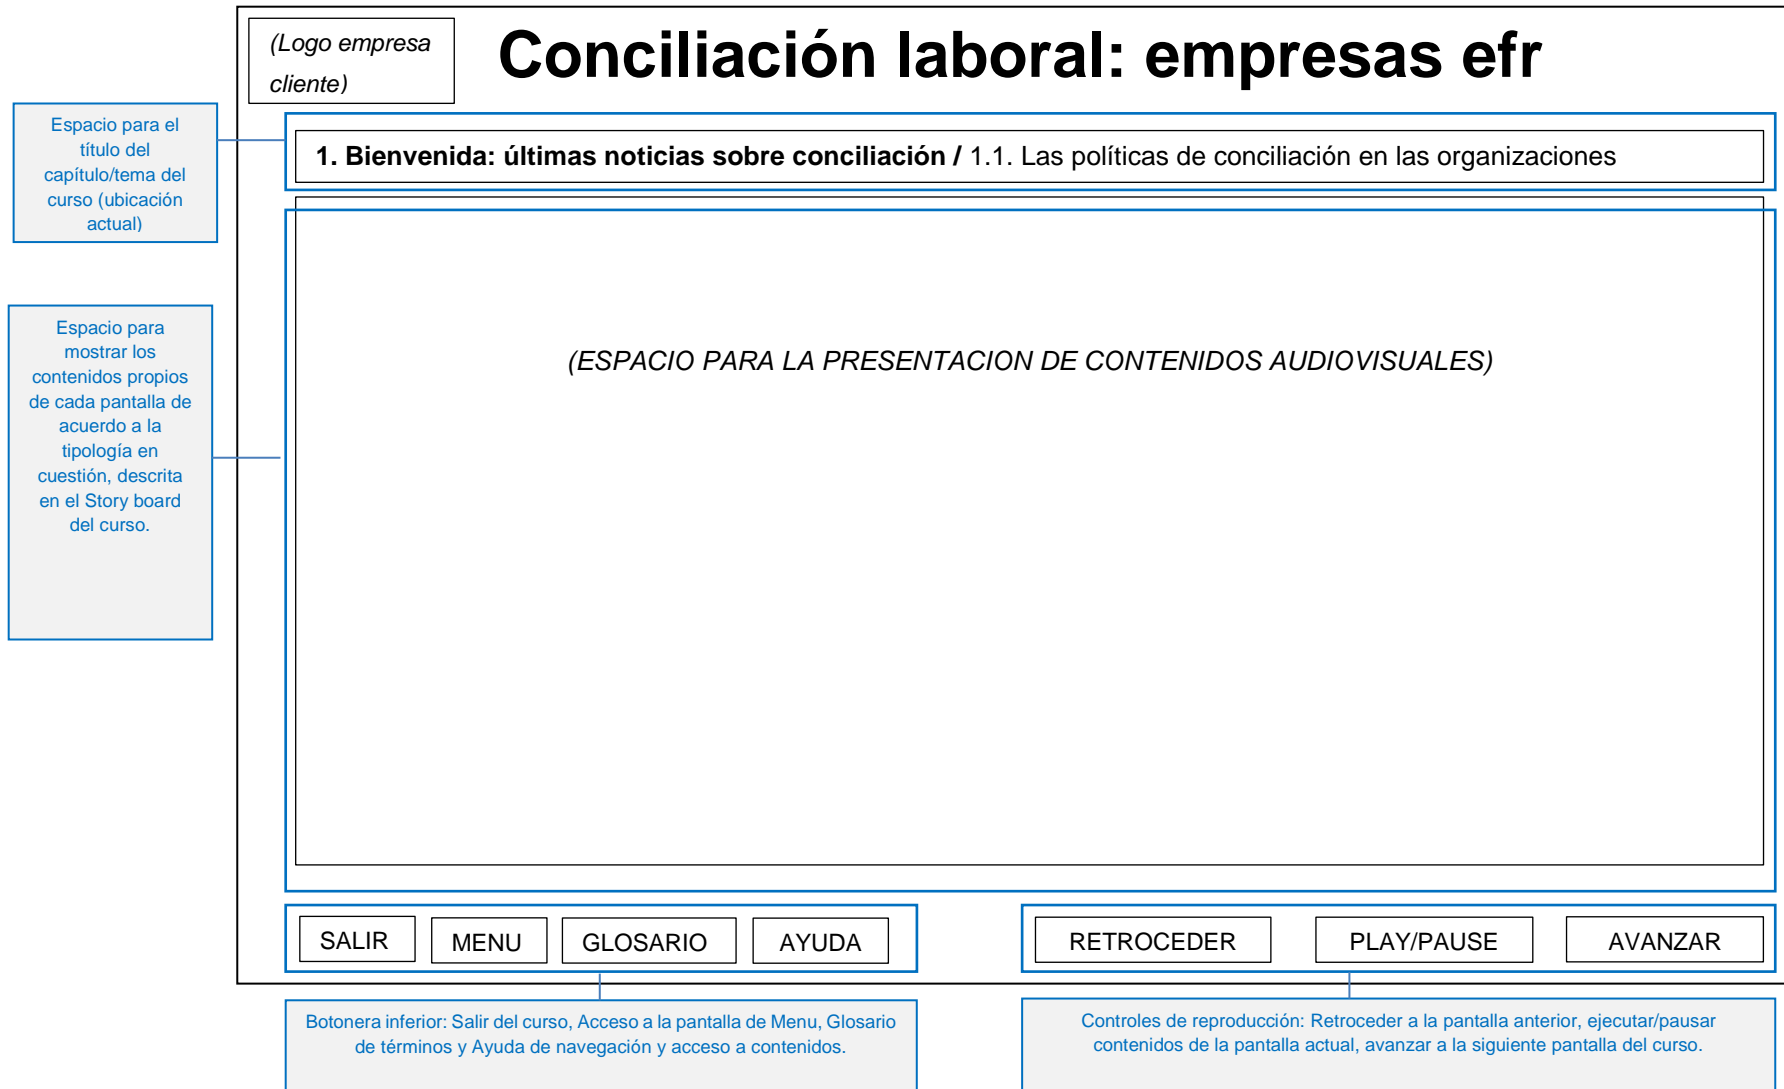 (Logo empresa
cliente)
Conciliación laboral: empresas efr
Espacio para el
título del
capítulo/tema del
curso (ubicación
actual)
1. Bienvenida: últimas noticias sobre conciliación / 1.1. Las políticas de conciliación en las organizaciones
Espacio para
mostrar los
contenidos propios
de cada pantalla de
acuerdo a la
tipología en
cuestión, descrita
en el Story board
del curso.
(ESPACIO PARA LA PRESENTACION DE CONTENIDOS AUDIOVISUALES)
SALIR
MENU
GLOSARIO
AYUDA
RETROCEDER
PLAY/PAUSE
AVANZAR
Botonera inferior: Salir del curso, Acceso a la pantalla de Menu, Glosario
de términos y Ayuda de navegación y acceso a contenidos.
Controles de reproducción: Retroceder a la pantalla anterior, ejecutar/pausar
contenidos de la pantalla actual, avanzar a la siguiente pantalla del curso.